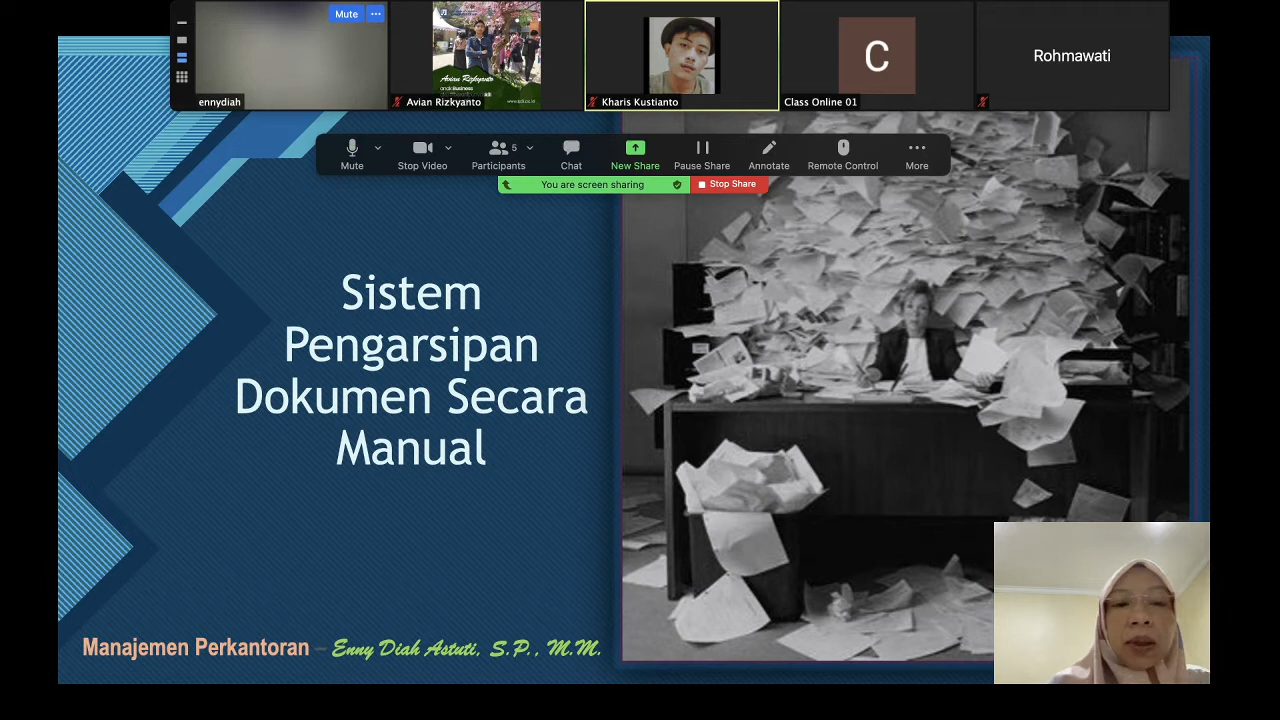 Mute
ennydiah
Avian Rizkyanto
Avian Rizkyanto
Kharis Kustianto
C
Class Online 01
Rohmawati
Mute
Stop Video
Participants
5
Chat
New Share
Pause Share
Annotate
Remote Control
More
You are screen sharing
Stop Share
Sistem
Pengarsipan
Dokumen Secara
Manual
Manajemen Perkantoran – Enny Diah Astuti, S.P., M.M.